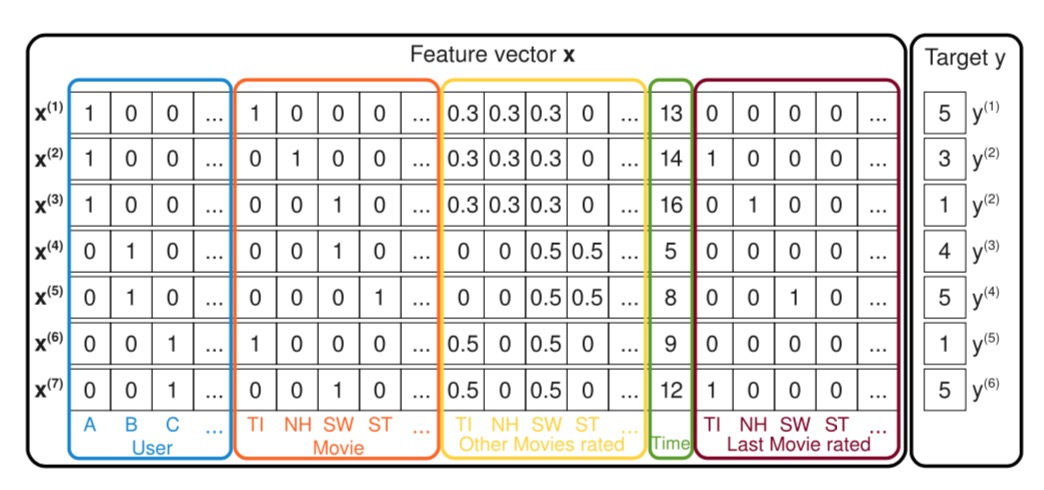 Feature vector x Target y
x(1) 1 0 0 ... 1 0 0 0 ... 0.3 0.3 0.3 0 ... 13 0 0 0 0 ... 5 y(1)
x(2) 1 0 0 ... 0 1 0 0 ... 0.3 0.3 0.3 0 ... 14 1 0 0 0 ... 3 y(2)
x(3) 1 0 0 ... 0 0 1 0 ... 0.3 0.3 0.3 0 ... 16 0 1 0 0 ... 1 y(2)
x(4) 0 1 0 ... 0 0 1 0 ... 0 0 0.5 0.5 ... 5 0 0 0 0 ... 4 y(3)
x(5) 0 1 0 ... 0 0 0 1 ... 0 0 0.5 0.5 ... 8 0 0 1 0 ... 5 y(4)
x(6) 0 0 1 ... 1 0 0 0 ... 0.5 0 0.5 0 ... 9 0 0 0 0 ... 1 y(5)
x(7) 0 0 1 ... 0 0 1 0 ... 0.5 0 0.5 0 ... 12 1 0 0 0 ... 5 y(6)
A B C ... TI NH SW ST ... TI NH SW ST ... TI NH SW ST ...
User Movie Other Movies rated Time Last Movie rated